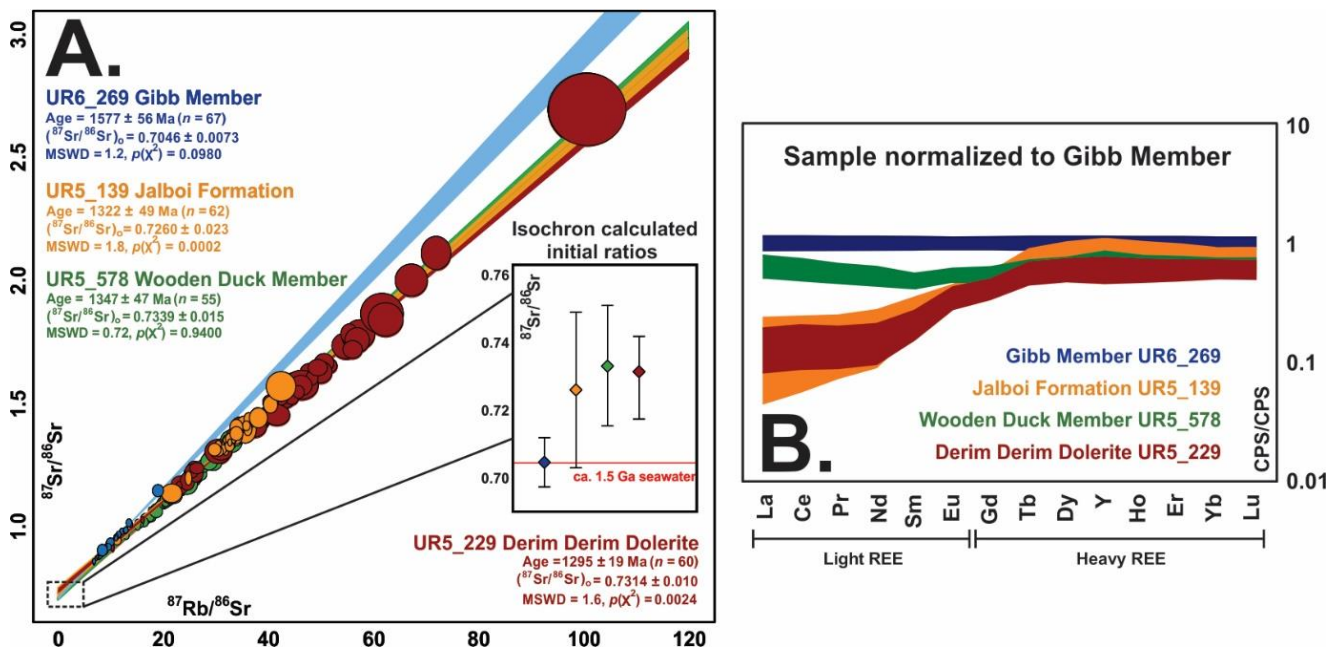 A.
UR6_269 Gibb Member
Age = 1577 ± 56 Ma (n = 67)
(⁸⁷Sr/⁸⁶Sr)ₒ = 0.7046 ± 0.0073
MSWD = 1.2, p(χ²) = 0.0980
UR5_139 Jalboi Formation
Age = 1322 ± 49 Ma (n = 62)
(⁸⁷Sr/⁸⁶Sr)ₒ = 0.7260 ± 0.023
MSWD = 1.8, p(χ²) = 0.0002
UR5_578 Wooden Duck Member
Age = 1347 ± 47 Ma (n = 55)
(⁸⁷Sr/⁸⁶Sr)ₒ = 0.7339 ± 0.015
MSWD = 0.72, p(χ²) = 0.9400
Isochron calculated
initial ratios
⁸⁷Sr/⁸⁶Sr
0.76
0.74
0.72
0.70
ca. 1.5 Ga seawater
UR5_229 Derim Derim Dolerite
Age =1295 ± 19 Ma (n = 60)
(⁸⁷Sr/⁸⁶Sr)ₒ = 0.7314 ± 0.010
MSWD = 1.6, p(χ²) = 0.0024
⁸⁷Sr/⁸⁶Sr
3.0
2.5
2.0
1.5
1.0
⁸⁷Rb/⁸⁶Sr
0 20 40 60 80 100 120
B.
Sample normalized to Gibb Member
Gibb Member UR6_269
Jalboi Formation UR5_139
Wooden Duck Member UR5_578
Derim Derim Dolerite UR5_229
10
1
0.1
0.01
CPS/CPS
La Ce Pr Nd Sm Eu Gd Tb Dy Y Ho Er Yb Lu
Light REE Heavy REE